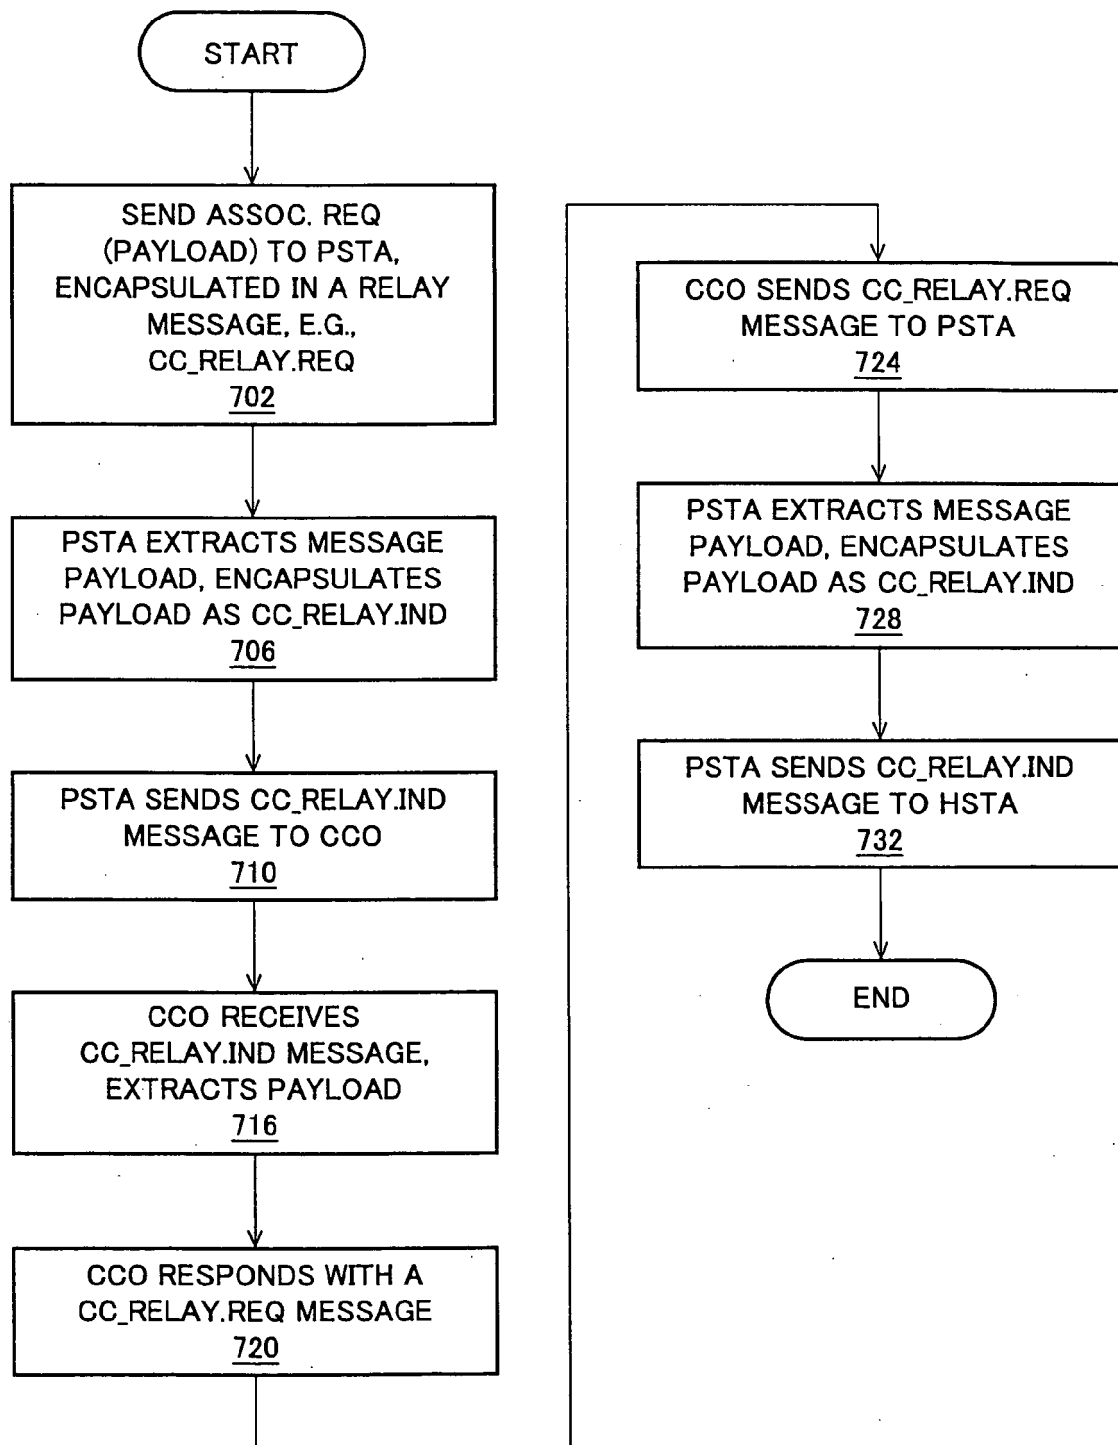 START
SEND ASSOC. REQ
(PAYLOAD) TO PSTA,
ENCAPSULATED IN A RELAY
MESSAGE, E.G.,
CC_RELAY.REQ
702
PSTA EXTRACTS MESSAGE
PAYLOAD, ENCAPSULATES
PAYLOAD AS CC_RELAY.IND
706
PSTA SENDS CC_RELAY.IND
MESSAGE TO CCO
710
CCO RECEIVES
CC_RELAY.IND MESSAGE,
EXTRACTS PAYLOAD
716
CCO RESPONDS WITH A
CC_RELAY.REQ MESSAGE
720
CCO SENDS CC_RELAY.REQ
MESSAGE TO PSTA
724
PSTA EXTRACTS MESSAGE
PAYLOAD, ENCAPSULATES
PAYLOAD AS CC_RELAY.IND
728
PSTA SENDS CC_RELAY.IND
MESSAGE TO HSTA
732
END